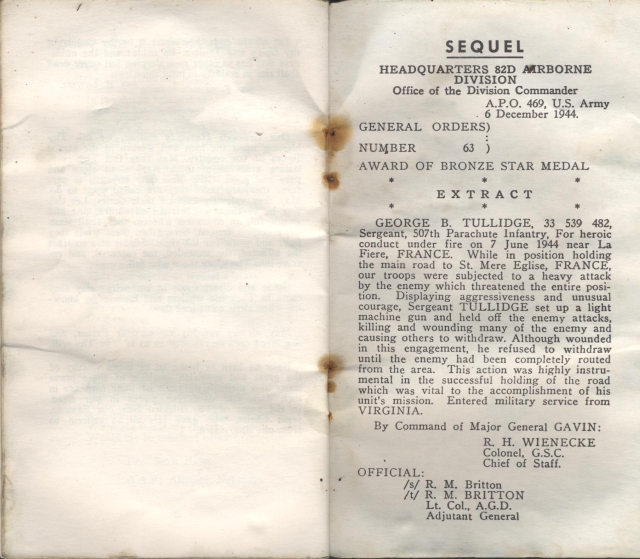 SEQUEL
HEADQUARTERS 82D AIRBORNE
DIVISION
Office of the Division Commander
A.P.O. 469, U.S. Army
6 December 1944.
GENERAL ORDERS)
:
NUMBER 63 )
AWARD OF BRONZE STAR MEDAL
* * *
EXTRACT
* * *
GEORGE B. TULLIDGE, 33 539 482,
Sergeant, 507th Parachute Infantry, For heroic
conduct under fire on 7 June 1944 near La
Fiere, FRANCE. While in position holding
the main road to St. Mere Eglise, FRANCE,
our troops were subjected to a heavy attack
by the enemy which threatened the entire posi-
tion. Displaying aggressiveness and unusual
courage, Sergeant TULLIDGE set up a light
machine gun and held off the enemy attacks,
killing and wounding many of the enemy and
causing others to withdraw. Although wounded
in this engagement, he refused to withdraw
until the enemy had been completely routed
from the area. This action was highly instru-
mental in the successful holding of the road
which was vital to the accomplishment of his
unit's mission. Entered military service from
VIRGINIA.
By Command of Major General GAVIN:
R. H. WIENECKE
Colonel, G.S.C.
Chief of Staff.
OFFICIAL:
/s/ R. M. Britton
/t/ R. M. BRITTON
Lt. Col., A.G.D.
Adjutant General